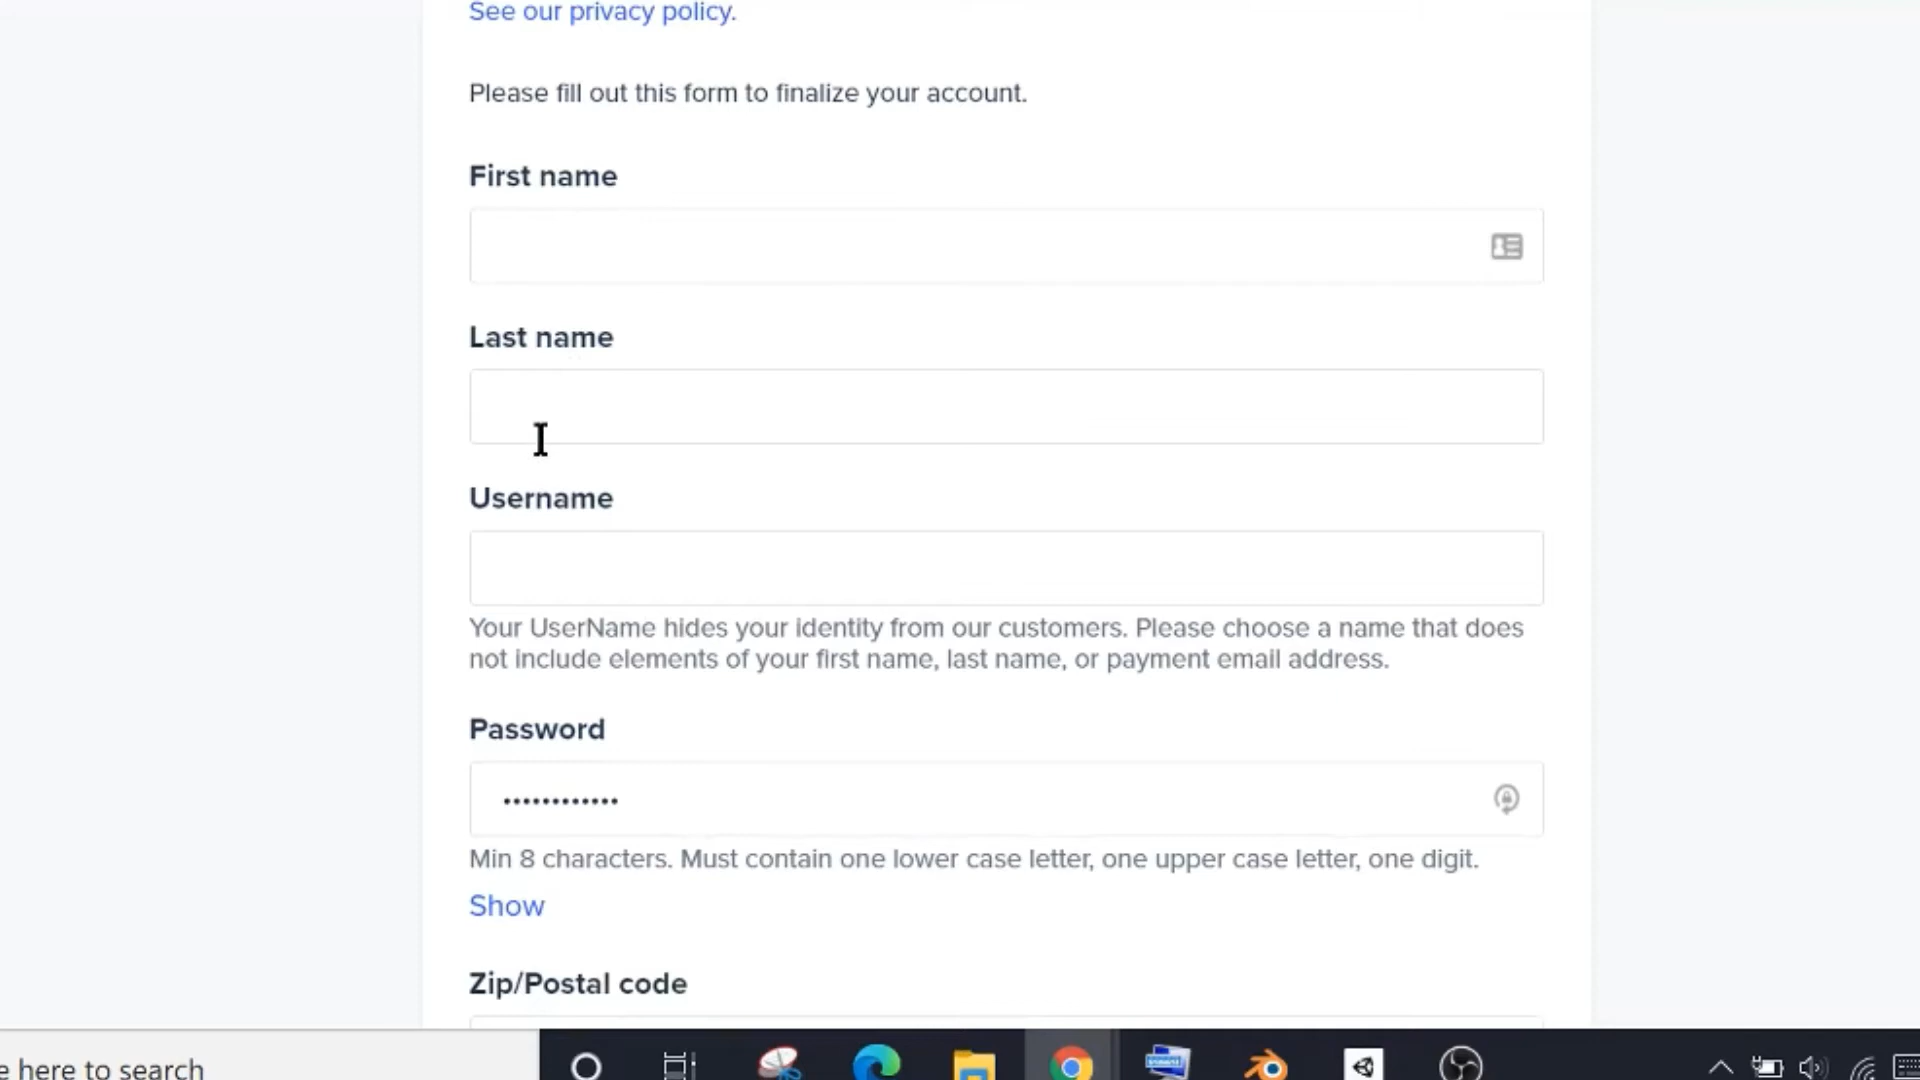 See our privacy policy.
Please fill out this form to finalize your account.
First name
Last name
Username
Your UserName hides your identity from our customers. Please choose a name that does
not include elements of your first name, last name, or payment email address.
Password
••••••••••••
Min 8 characters. Must contain one lower case letter, one upper case letter, one digit.
Show
Zip/Postal code
e here to search